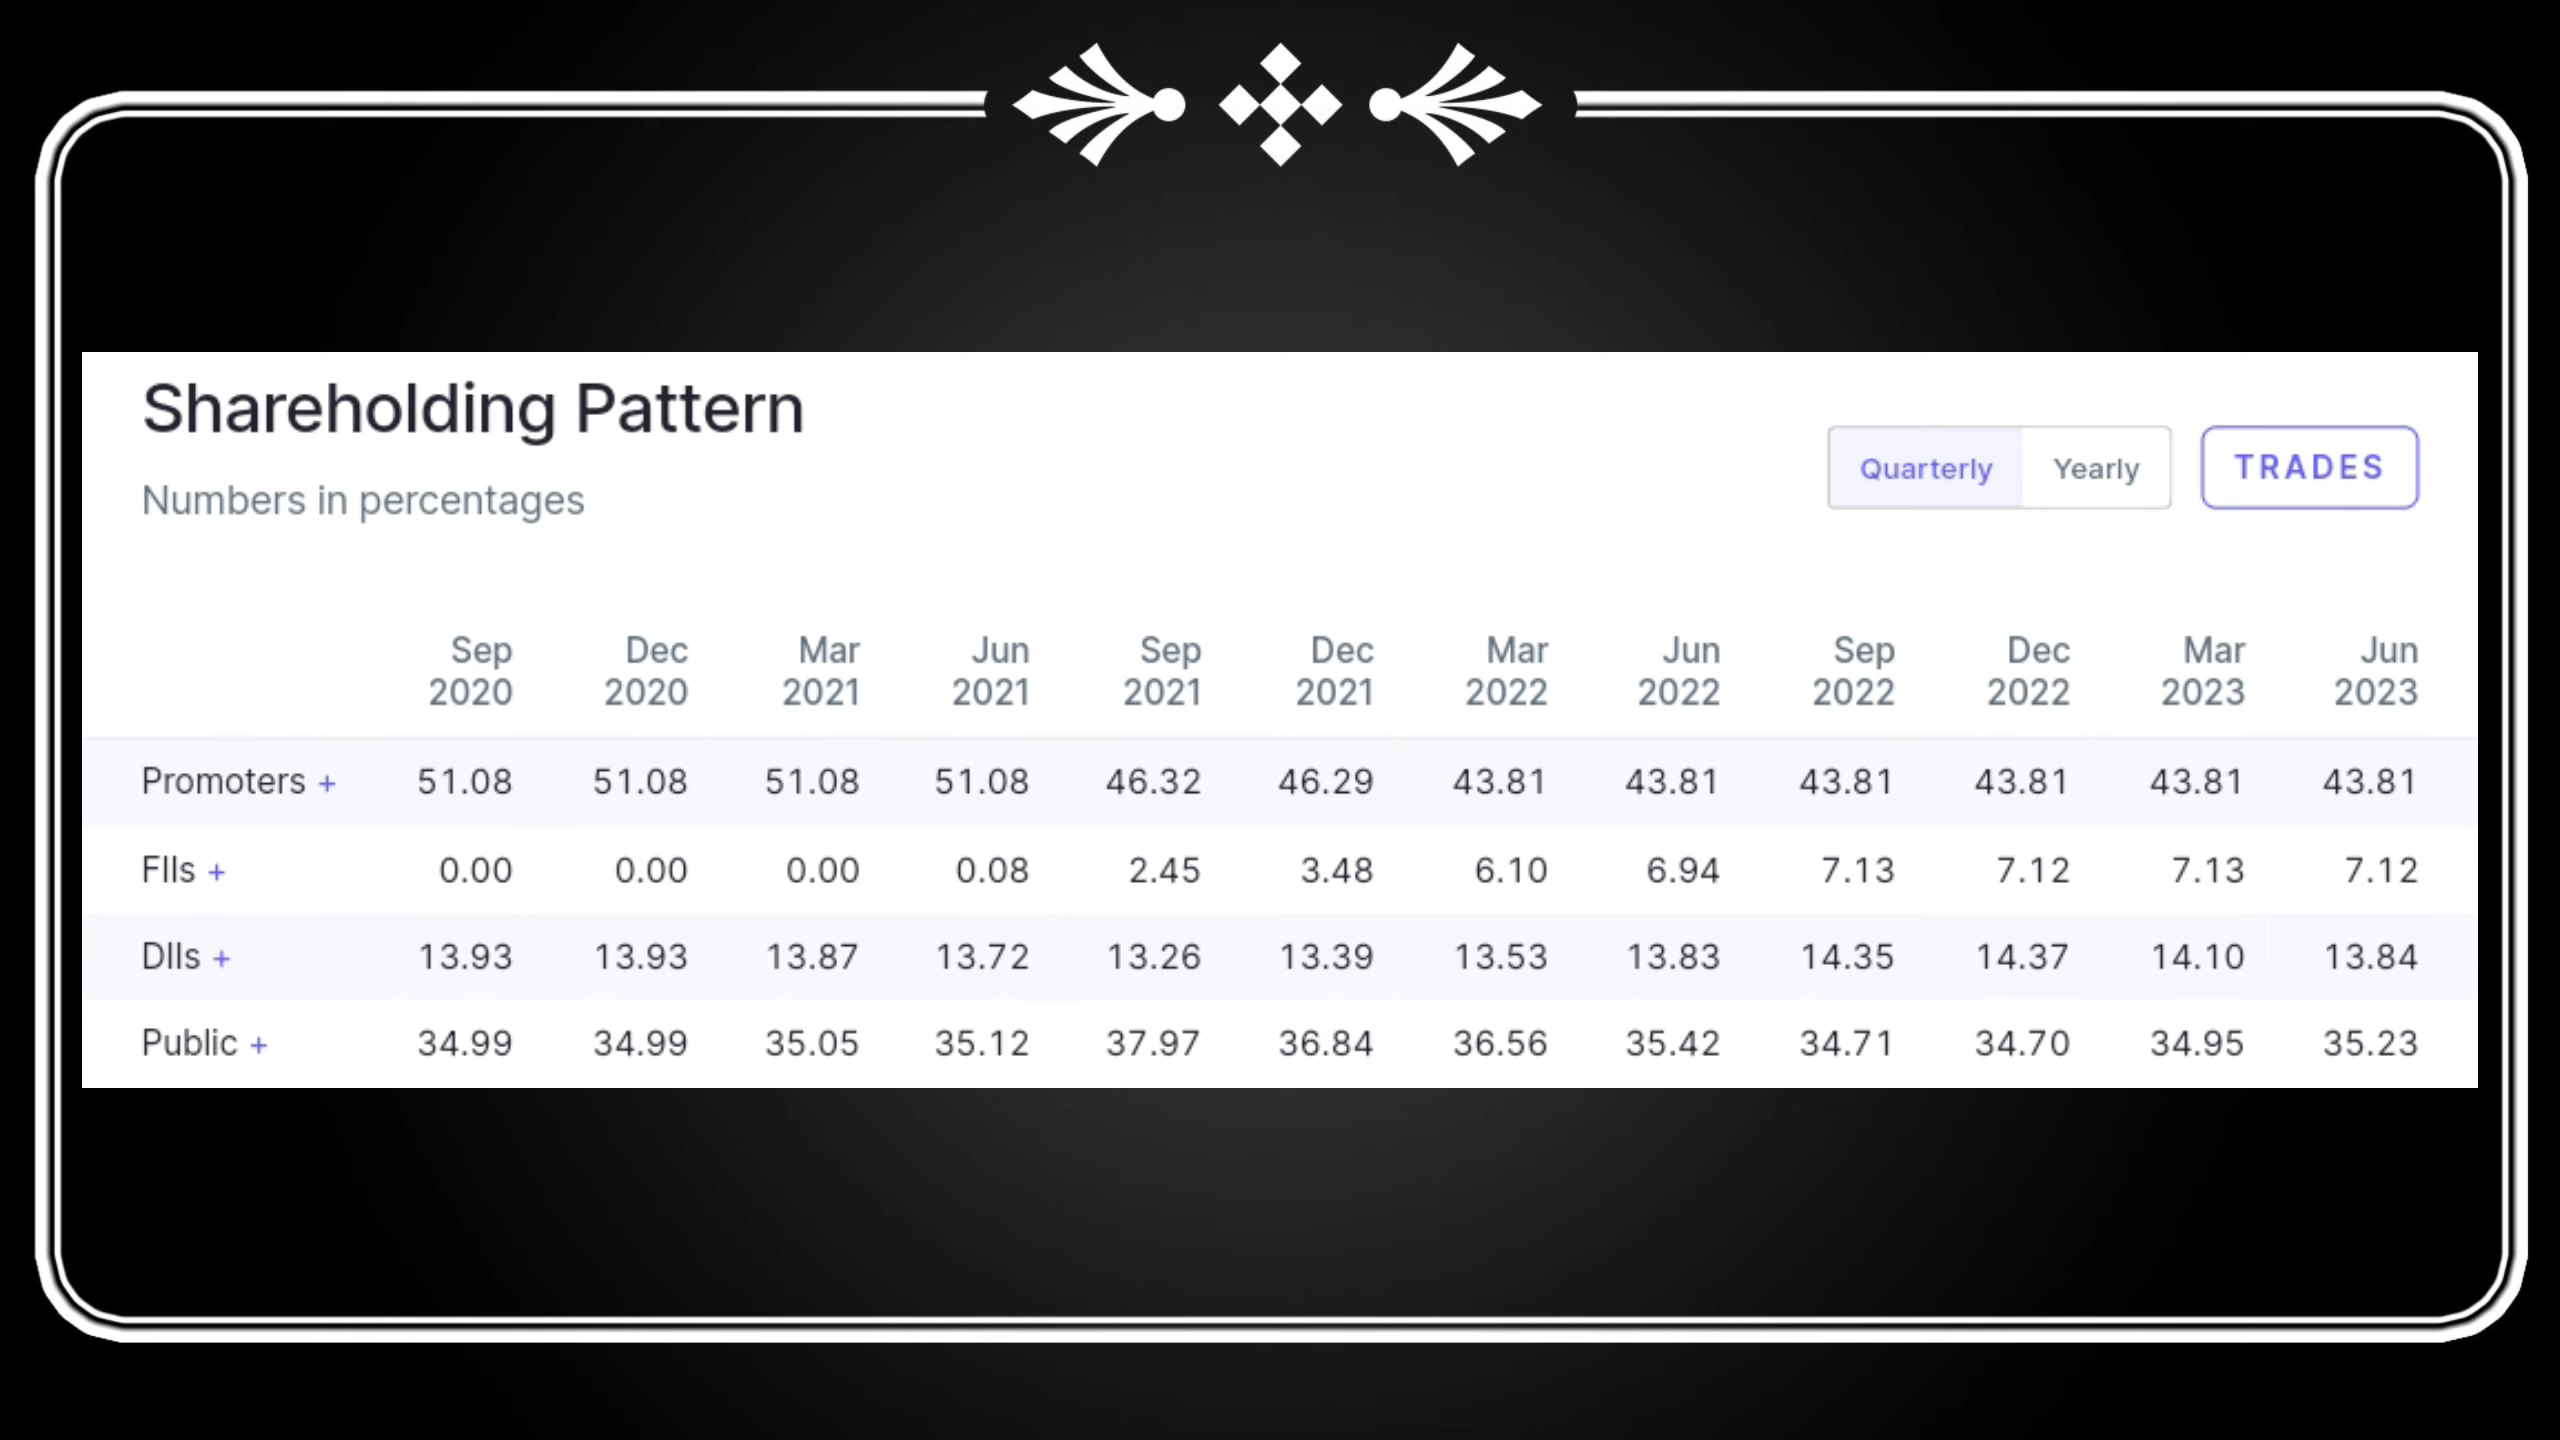 Shareholding Pattern
Numbers in percentages
Quarterly Yearly TRADES
Sep 2020 Dec 2020 Mar 2021 Jun 2021 Sep 2021 Dec 2021 Mar 2022 Jun 2022 Sep 2022 Dec 2022 Mar 2023 Jun 2023
Promoters + 51.08 51.08 51.08 51.08 46.32 46.29 43.81 43.81 43.81 43.81 43.81 43.81
FIIs + 0.00 0.00 0.00 0.08 2.45 3.48 6.10 6.94 7.13 7.12 7.13 7.12
DIIs + 13.93 13.93 13.87 13.72 13.26 13.39 13.53 13.83 14.35 14.37 14.10 13.84
Public + 34.99 34.99 35.05 35.12 37.97 36.84 36.56 35.42 34.71 34.70 34.95 35.23